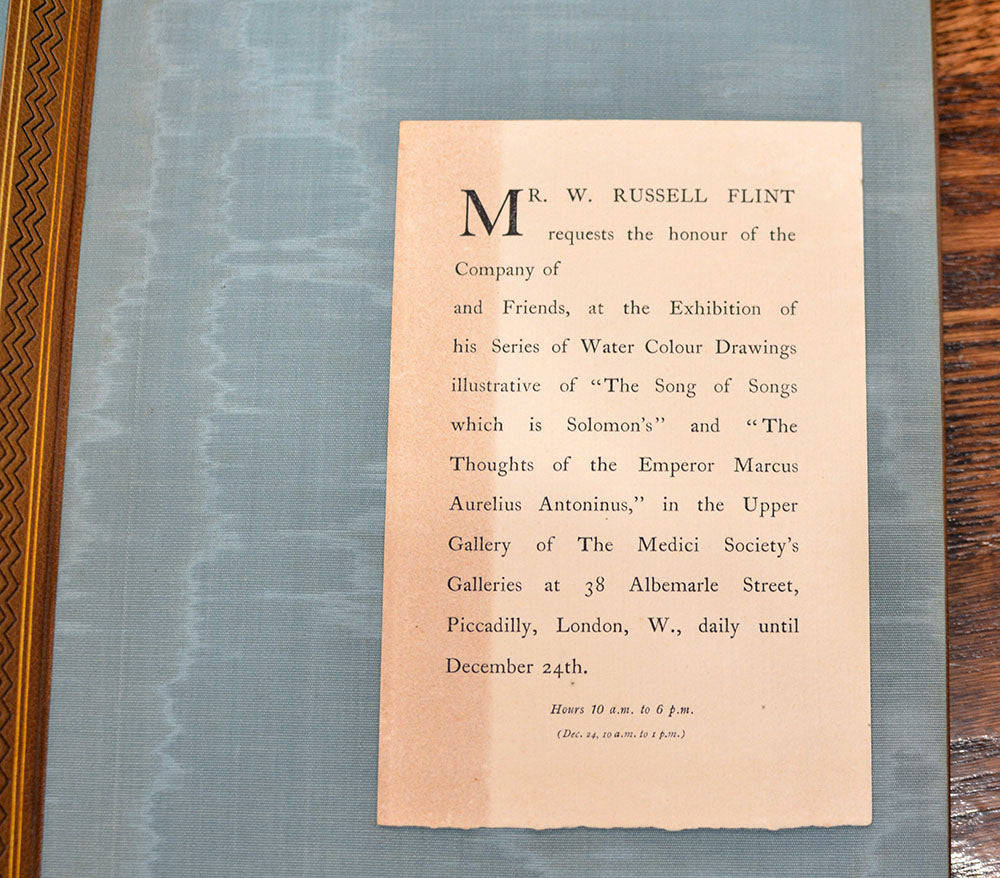 MR. W. RUSSELL FLINT
requests the honour of the
Company of
and Friends, at the Exhibition of
his Series of Water Colour Drawings
illustrative of “The Song of Songs
which is Solomon’s” and “The
Thoughts of the Emperor Marcus
Aurelius Antoninus,” in the Upper
Gallery of The Medici Society’s
Galleries at 38 Albemarle Street,
Piccadilly, London, W., daily until
December 24th.
Hours 10 a.m. to 6 p.m.
(Dec. 24, 10 a.m. to 1 p.m.)